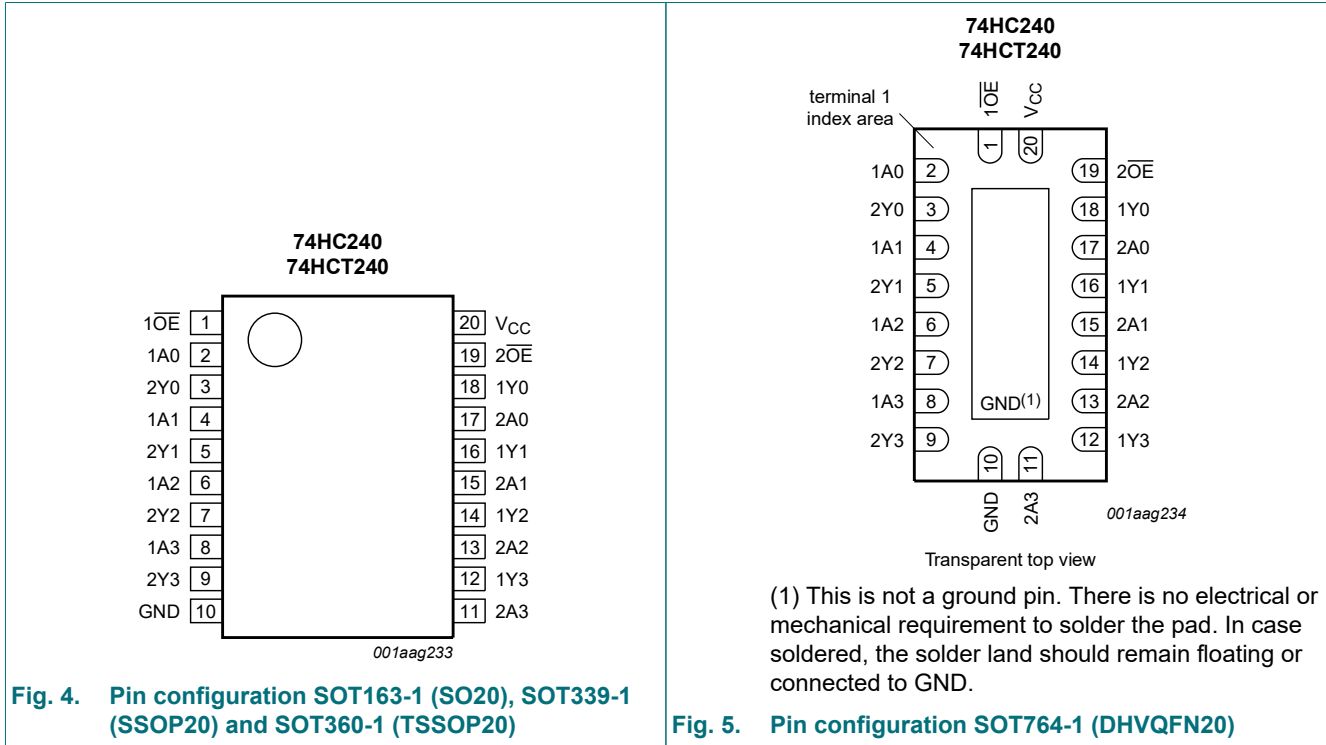 74HC240
74HCT240
1OE 1
1A0 2
2Y0 3
1A1 4
2Y1 5
1A2 6
2Y2 7
1A3 8
2Y3 9
GND 10
20 VCC
19 2OE
18 1Y0
17 2A0
16 1Y1
15 2A1
14 1Y2
13 2A2
12 1Y3
11 2A3
001aag233
Fig. 4. Pin configuration SOT163-1 (SO20), SOT339-1
(SSOP20) and SOT360-1 (TSSOP20)
74HC240
74HCT240
terminal 1
index area
1OE
VCC
1
20
1A0 2
2Y0 3
1A1 4
2Y1 5
1A2 6
2Y2 7
1A3 8
2Y3 9
19 2OE
18 1Y0
17 2A0
16 1Y1
15 2A1
14 1Y2
13 2A2
12 1Y3
GND(1)
10
11
GND
2A3
001aag234
Transparent top view
(1) This is not a ground pin. There is no electrical or
mechanical requirement to solder the pad. In case
soldered, the solder land should remain floating or
connected to GND.
Fig. 5. Pin configuration SOT764-1 (DHVQFN20)